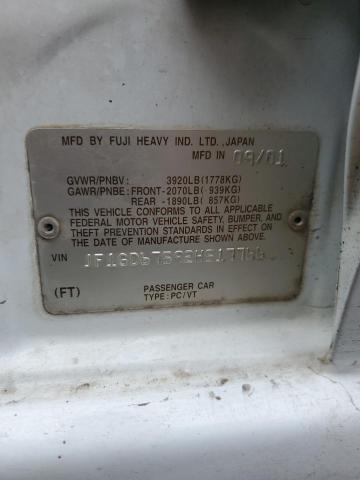 MFD BY FUJI HEAVY IND. LTD.,JAPAN
MFD IN 09/01
GVWR/PNBV: 3920LB(1778KG)
GAWR/PNBE: FRONT-2070LB( 939KG)
REAR -1890LB( 857KG)
THIS VEHICLE CONFORMS TO ALL APPLICABLE
FEDERAL MOTOR VEHICLE SAFETY, BUMPER, AND
THEFT PREVENTION STANDARDS IN EFFECT ON
THE DATE OF MANUFACTURE SHOWN ABOVE.
VIN
(FT)
PASSENGER CAR
TYPE:PC/VT